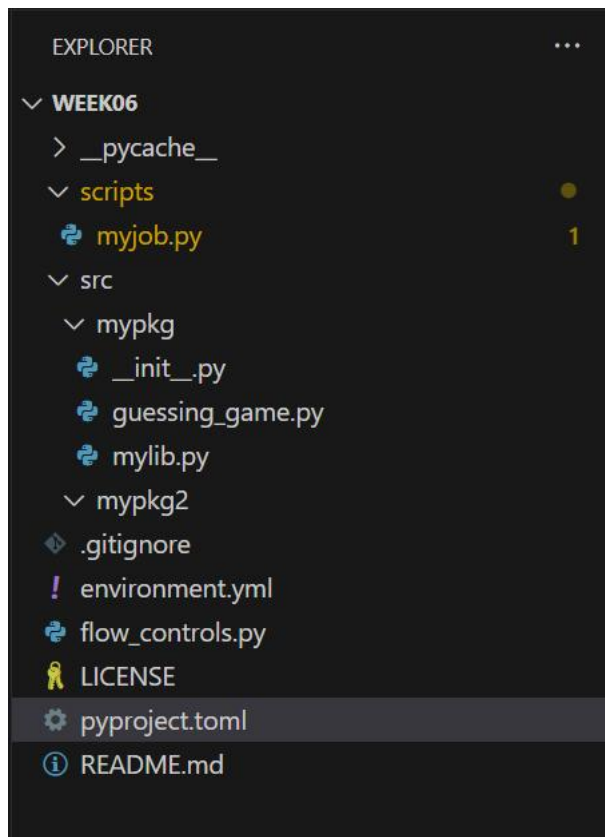 EXPLORER ...
WEEK06
__pycache__
scripts
myjob.py 1
src
mypkg
__init__.py
guessing_game.py
mylib.py
mypkg2
.gitignore
! environment.yml
flow_controls.py
LICENSE
pyproject.toml
README.md